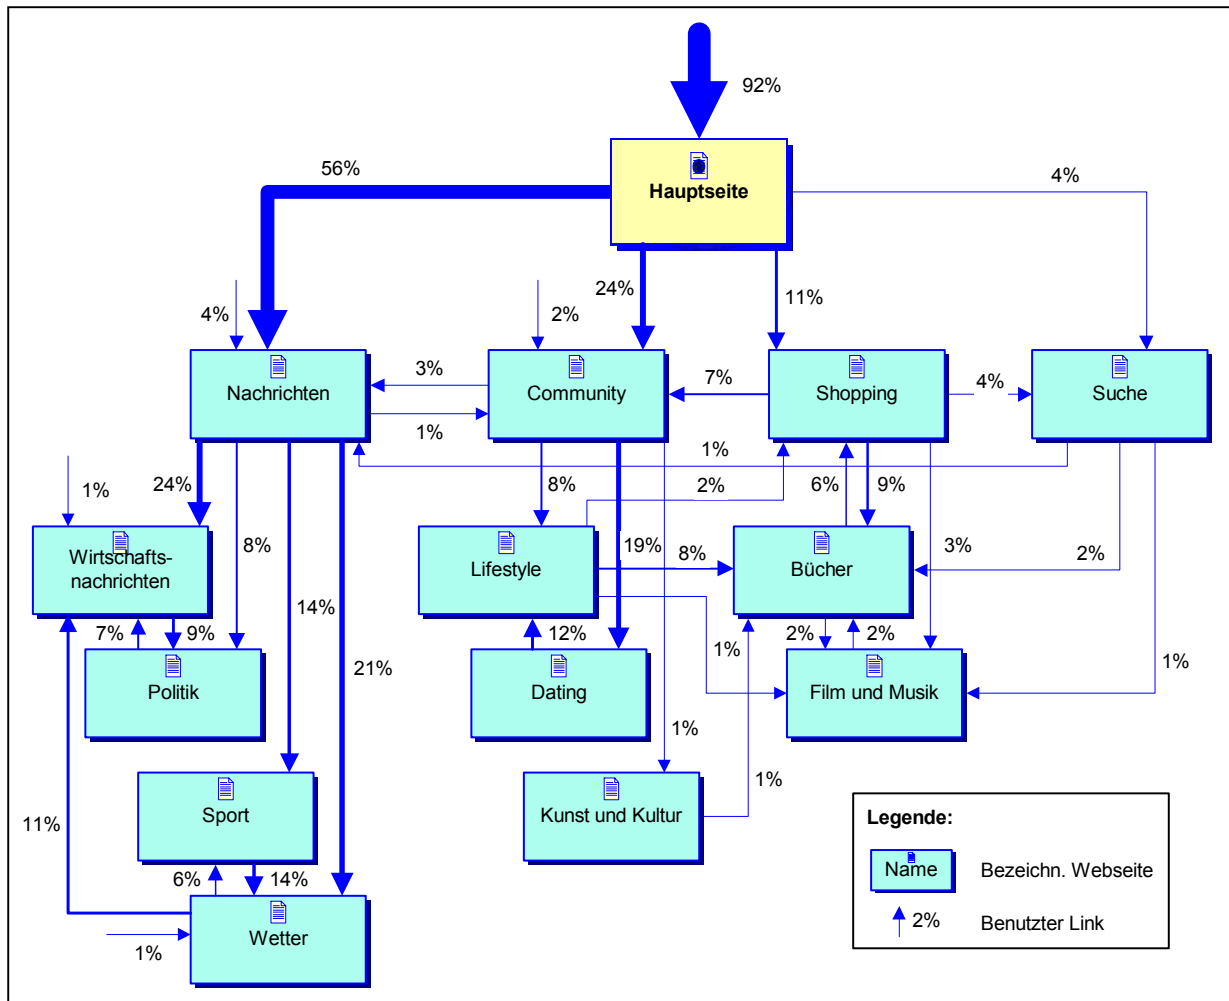 92%
56%
Hauptseite
4%
24%
11%
4%
2%
Nachrichten
3%
Community
7%
Shopping
4%
Suche
1%
1%
24%
1%
8%
2%
6%
9%
Wirtschafts-
nachrichten
8%
Lifestyle
19%
8%
Bücher
3%
2%
7%
9%
14%
12%
1%
2%
2%
1%
Politik
21%
Dating
Film und Musik
1%
1%
Sport
11%
Kunst und Kultur
6%
14%
Wetter
1%
Legende:
Name
Bezeichn. Webseite
2%
Benutzter Link